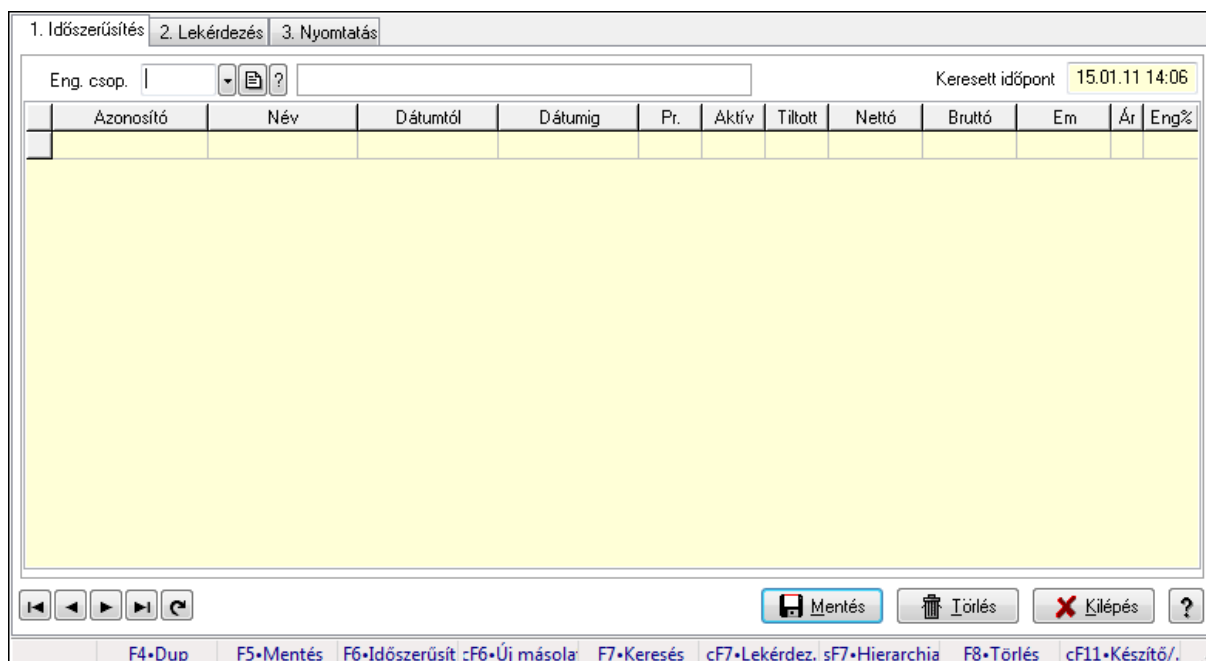 1. Időszerűsítés 2. Lekérdezés 3. Nyomtatás
Eng. csop. ? Keresett időpont 15.01.11 14:06
Azonosító Név Dátumtól Dátumig Pr. Aktív Tiltott Nettó Bruttó Em Ár Eng%
Mentés Törlés Kilépés ?
F4•Dup F5•Mentés F6•Időszerűsít cF6•Új másolat F7•Keresés cF7•Lekérdez. sF7•Hierarchia F8•Törlés cF11•Készítő/.